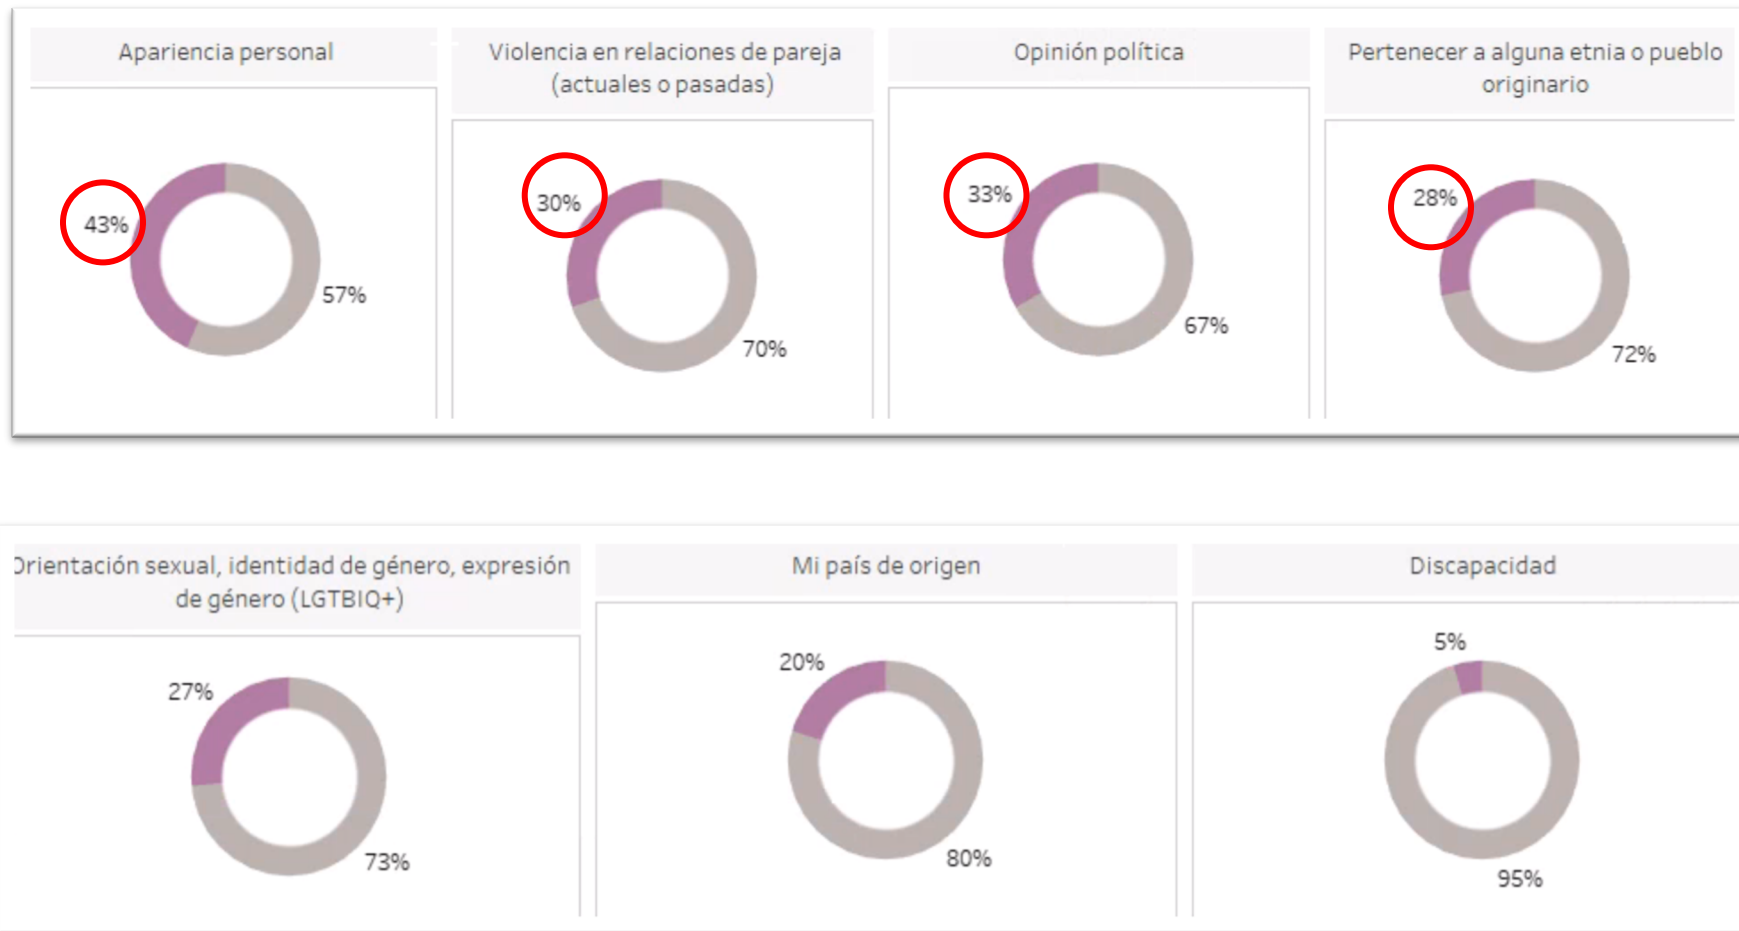 Apariencia personal
Violencia en relaciones de pareja
(actuales o pasadas)
Opinión política
Pertenecer a alguna etnia o pueblo
originario
43%
57%
30%
70%
33%
67%
28%
72%
Orientación sexual, identidad de género, expresión
de género (LGTBIQ+)
Mi país de origen
Discapacidad
27%
73%
20%
80%
5%
95%